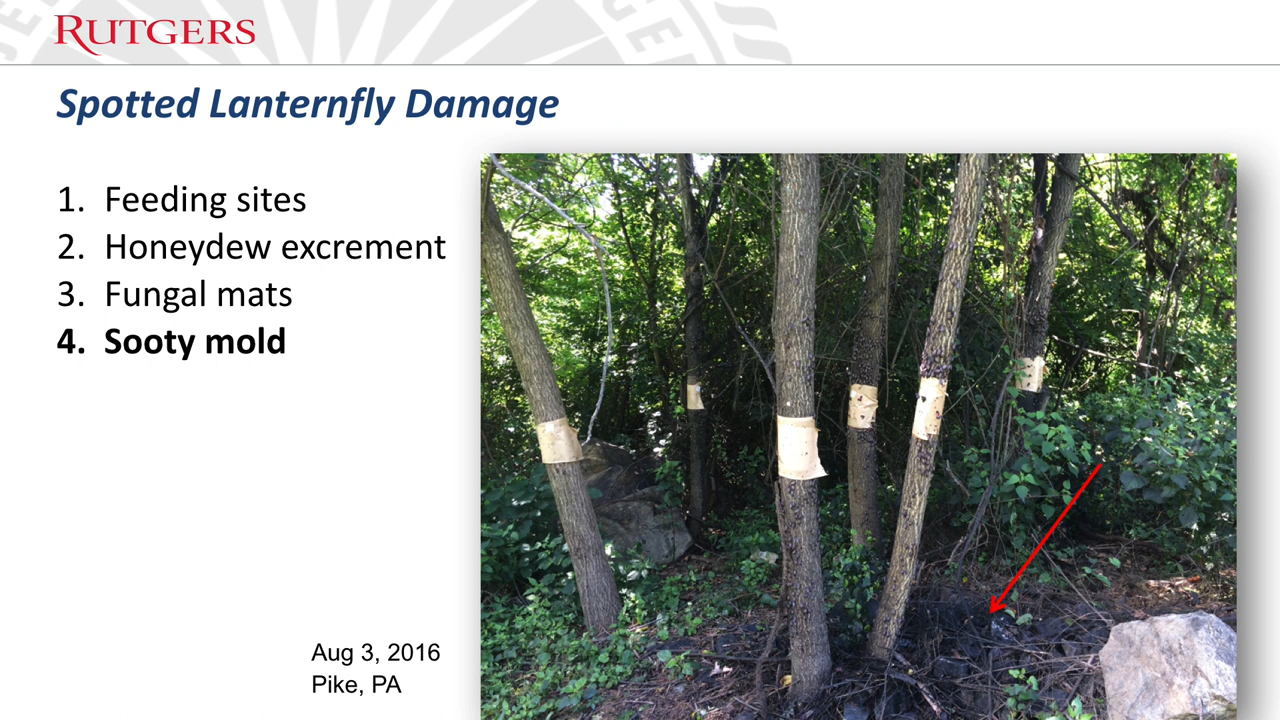 RUTGERS
Spotted Lanternfly Damage
1. Feeding sites
2. Honeydew excrement
3. Fungal mats
4. Sooty mold
Aug 3, 2016
Pike, PA